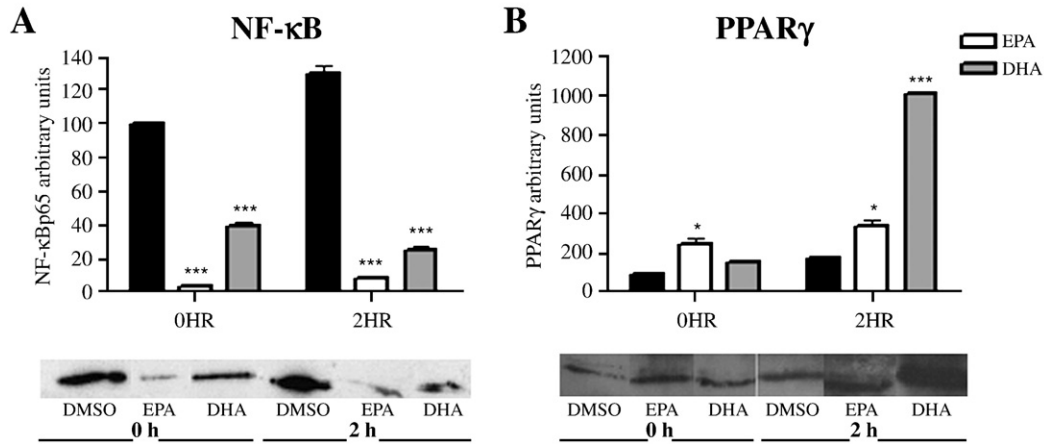 A
NF-κB
NF-κBp65 arbitrary units
140
120
100
80
60
40
20
0
***
***
***
***
0HR
2HR
DMSO EPA DHA DMSO EPA DHA
0 h 2 h
B
PPARγ
EPA
DHA
PPARγ arbitrary units
1200
1000
800
600
400
200
0
*
*
***
0HR
2HR
DMSO EPA DHA DMSO EPA DHA
0 h 2 h